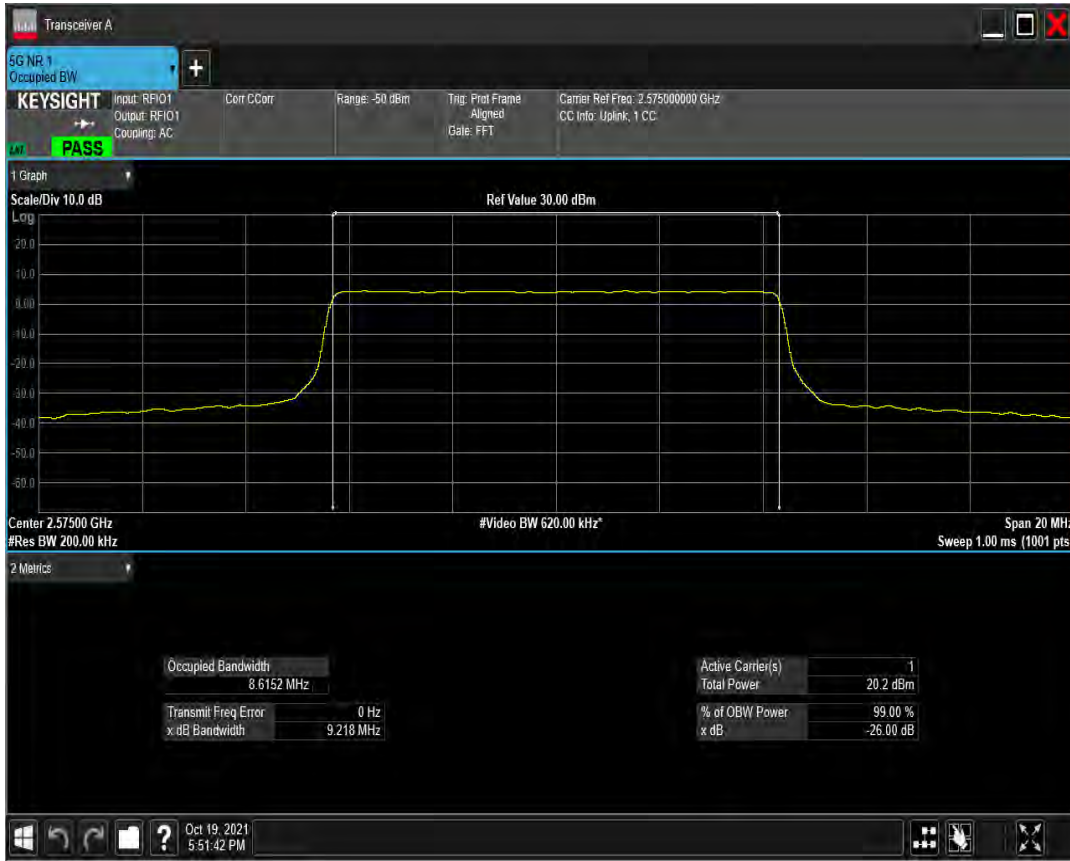 Transceiver A
5G NR 1
Occupied BW
+
KEYSIGHT
Input: RFIO1
Output: RFIO1
Coupling: AC
Corr CCorr
Range: -50 dBm
Trig: Prot Frame
Aligned
Gate: FFT
Carrier Ref Freq: 2.575000000 GHz
CC Info: Uplink, 1 CC
PASS
1 Graph
Scale/Div 10.0 dB
Ref Value 30.00 dBm
Log
20.0
10.0
0.00
-10.0
-20.0
-30.0
-40.0
-50.0
-60.0
Center 2.57500 GHz
#Video BW 620.00 kHz*
Span 20 MHz
#Res BW 200.00 kHz
Sweep 1.00 ms (1001 pts
2 Metrics
Occupied Bandwidth
8.6152 MHz
Transmit Freq Error 0 Hz
x dB Bandwidth 9.218 MHz
Active Carrier(s) 1
Total Power 20.2 dBm
% of OBW Power 99.00 %
x dB -26.00 dB
?
Oct 19, 2021
5:51:42 PM